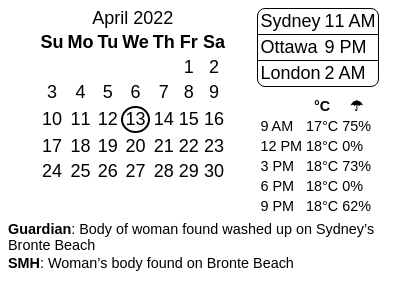 April 2022
Su Mo Tu We Th Fr Sa
1 2
3 4 5 6 7 8 9
10 11 12 13 14 15 16
17 18 19 20 21 22 23
24 25 26 27 28 29 30
Sydney 11 AM
Ottawa 9 PM
London 2 AM
°C ☂
9 AM 17°C 75%
12 PM 18°C 0%
3 PM 18°C 73%
6 PM 18°C 0%
9 PM 18°C 62%
Guardian: Body of woman found washed up on Sydney's
Bronte Beach
SMH: Woman's body found on Bronte Beach